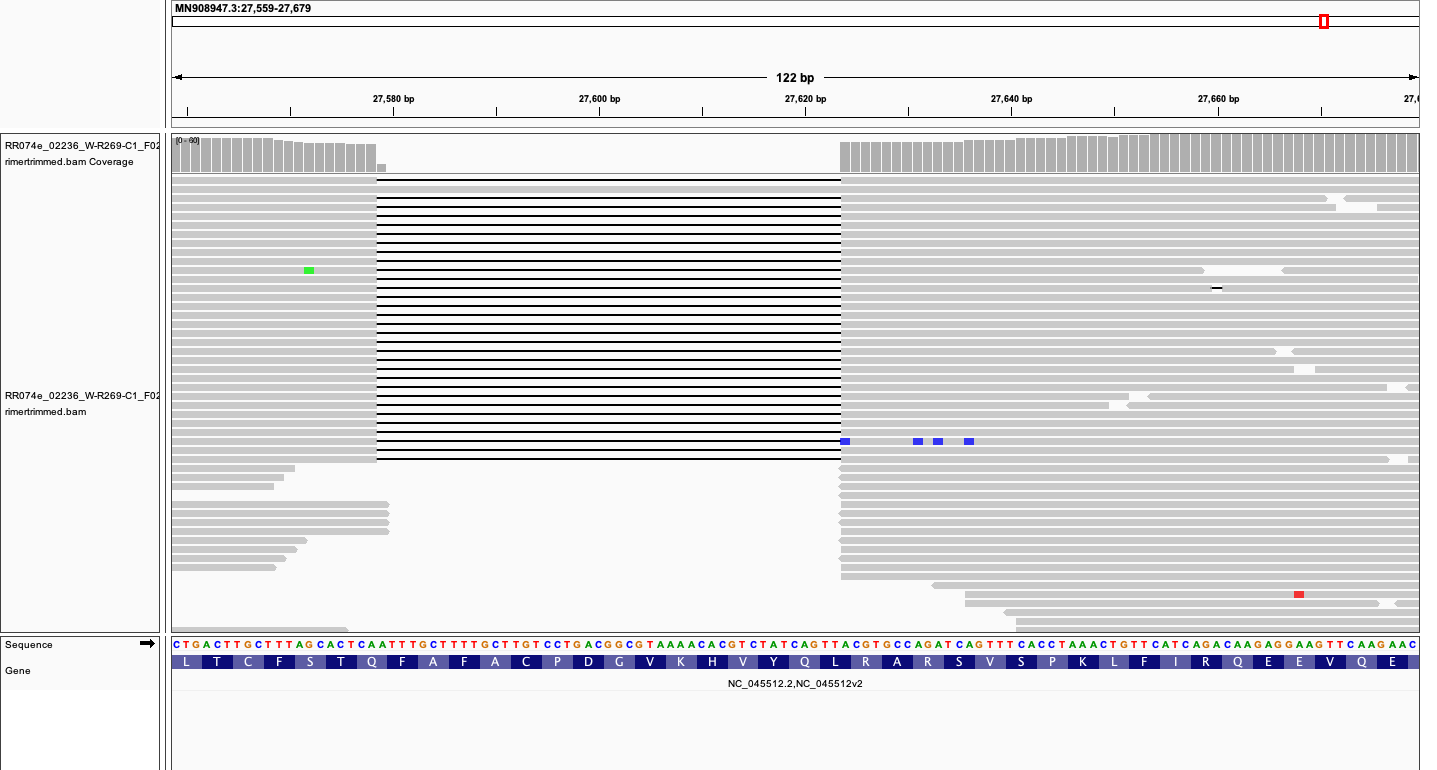 MN908947.3:27,559-27,679
122 bp
27,580 bp 27,600 bp 27,620 bp 27,640 bp 27,660 bp 27,6
RR074e_02236_W-R269-C1_F02
rimertrimmed.bam Coverage
[0 - 60]
RR074e_02236_W-R269-C1_F02
rimertrimmed.bam
Sequence
CTGACTTGCTTTAGCACTCAATTTGCTTTTGCTTGTCCTGACGGCGTAAAACACGTCTATCAGTTACGTGCCAGATCAGTTTCACCTAAACTGTTCATCAGACAAGAGGAAGTTCAAGAAC
Gene
L T C F S T Q F A F A C P D G V K H V Y Q L R A R S V S P K L F I R Q E E V Q E
NC_045512.2,NC_045512v2